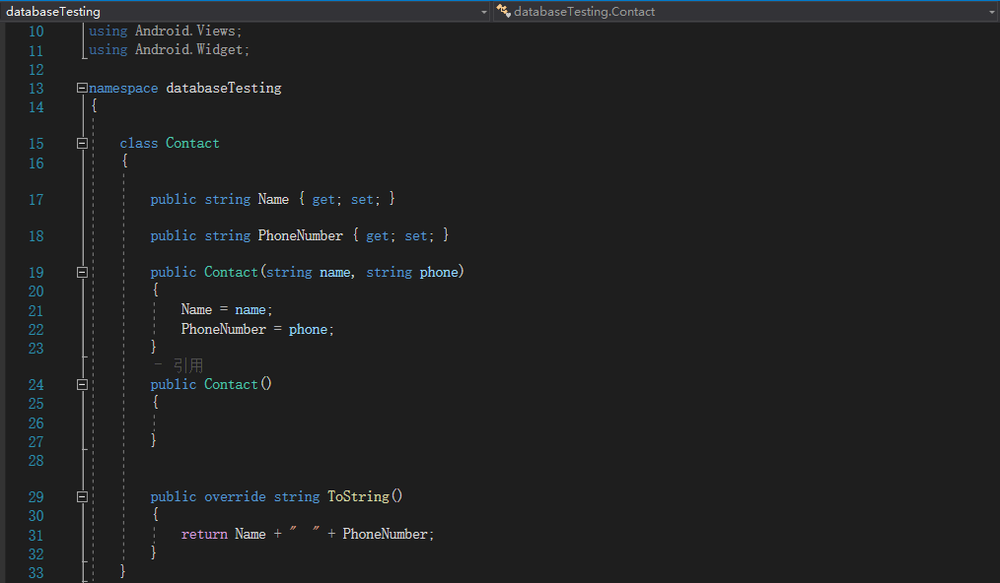 databaseTesting databaseTesting.Contact
10 using Android.Views;
11 using Android.Widget;
12
13 namespace databaseTesting
14 {
15 class Contact
16 {
17 public string Name { get; set; }
18 public string PhoneNumber { get; set; }
19 public Contact(string name, string phone)
20 {
21 Name = name;
22 PhoneNumber = phone;
23 }
- 引用
24 public Contact()
25 {
26
27 }
28
29 public override string ToString()
30 {
31 return Name + "  " + PhoneNumber;
32 }
33 }